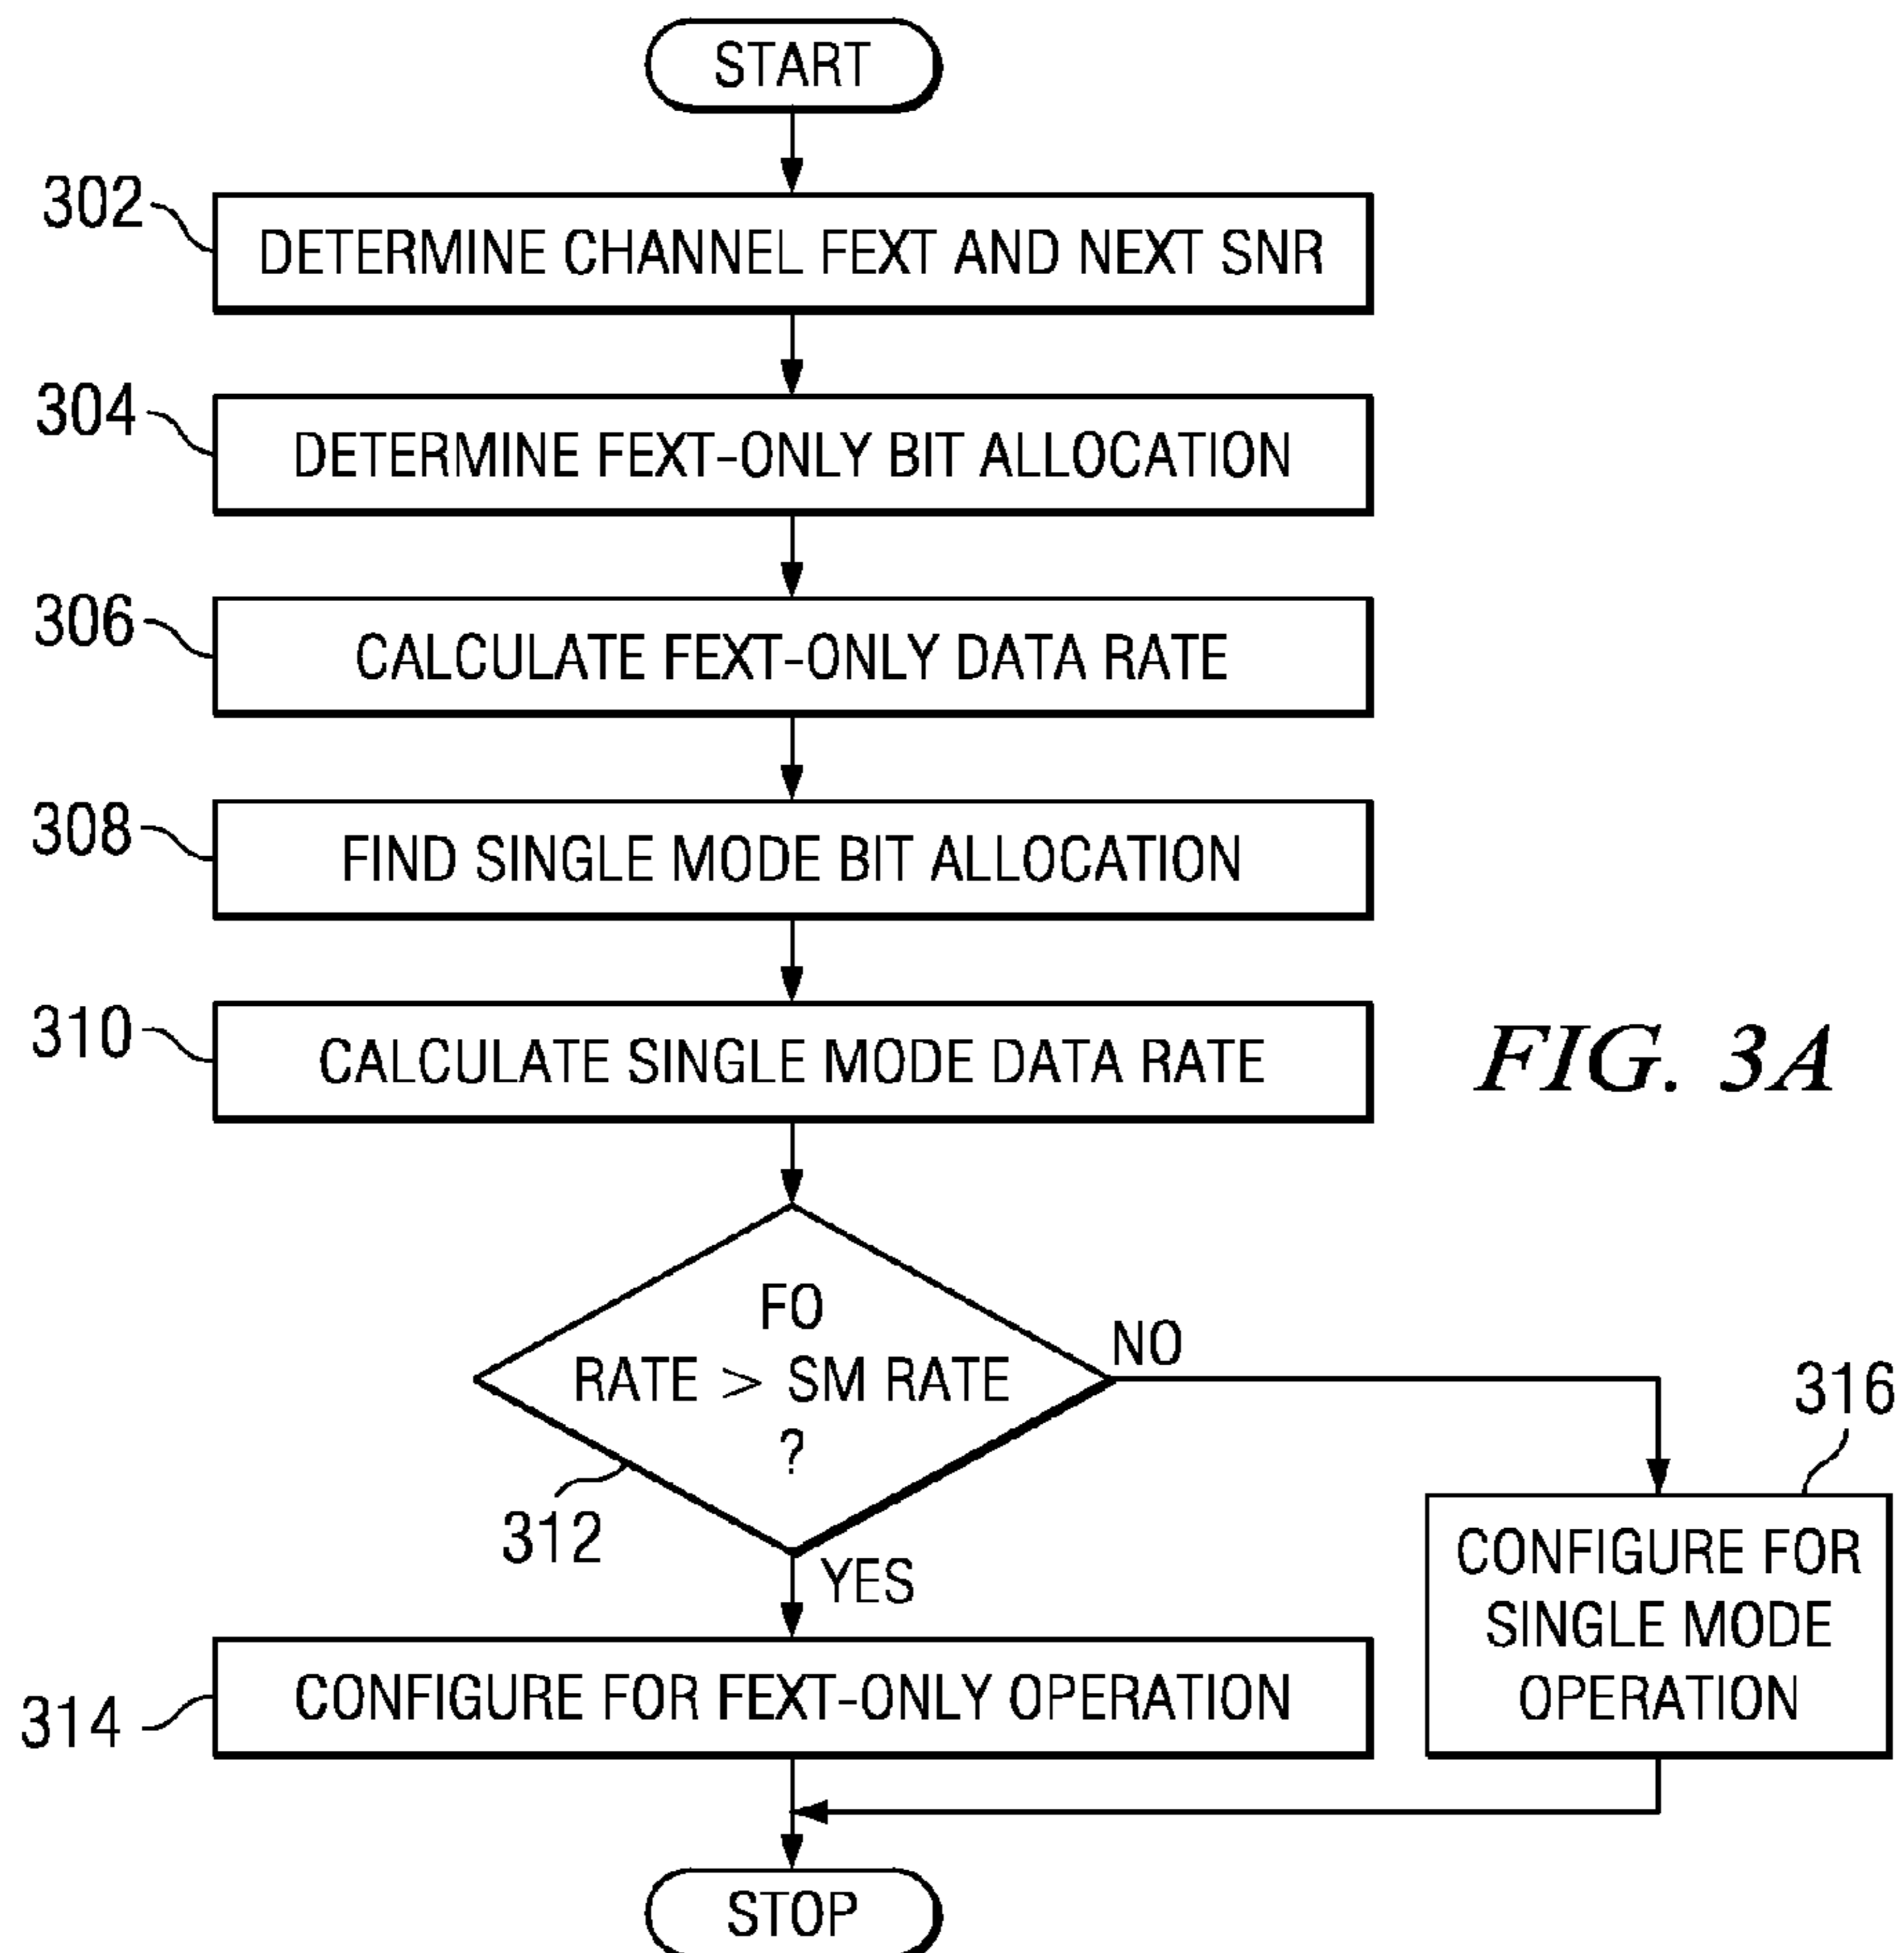 START
302
DETERMINE CHANNEL FEXT AND NEXT SNR
304
DETERMINE FEXT-ONLY BIT ALLOCATION
306
CALCULATE FEXT-ONLY DATA RATE
308
FIND SINGLE MODE BIT ALLOCATION
310
CALCULATE SINGLE MODE DATA RATE
FIG. 3A
FO
RATE > SM RATE
?
NO
312
YES
316
CONFIGURE FOR
SINGLE MODE
OPERATION
314
CONFIGURE FOR FEXT-ONLY OPERATION
STOP